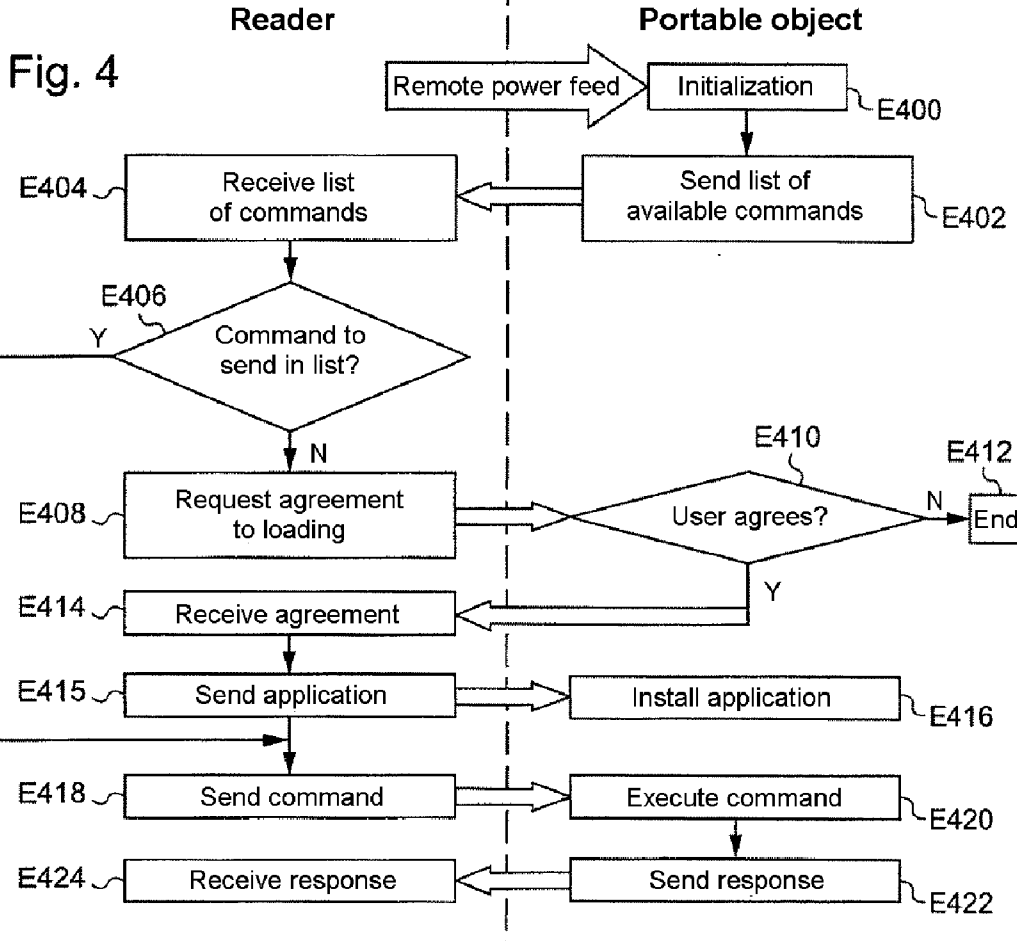 Reader
Portable object
Fig. 4
Remote power feed
Initialization
E400
E404
Receive list
of commands
Send list of
available commands
E402
E406
Y
Command to
send in list?
N
E408
Request agreement
to loading
E410
User agrees?
N
E412
End
Y
E414
Receive agreement
E415
Send application
Install application
E416
E418
Send command
Execute command
E420
E424
Receive response
Send response
E422